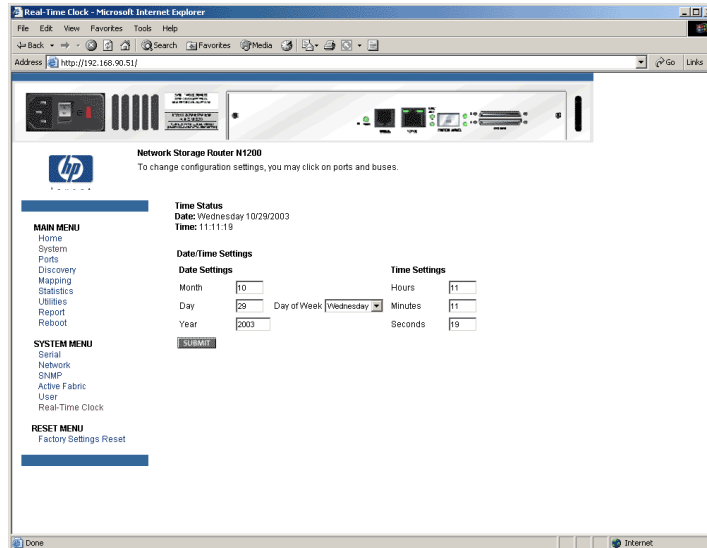 Real-Time Clock - Microsoft Internet Explorer
File Edit View Favorites Tools Help
Back Search Favorites Media
Address http://192.168.90.51/ Go Links
hp
invent
Network Storage Router N1200
To change configuration settings, you may click on ports and buses.
Time Status
Date: Wednesday 10/29/2003
Time: 11:11:19
MAIN MENU
Home
System
Ports
Discovery
Mapping
Statistics
Utilities
Report
Reboot
SYSTEM MENU
Serial
Network
SNMP
Active Fabric
User
Real-Time Clock
RESET MENU
Factory Settings Reset
Date/Time Settings
Date Settings Time Settings
Month 10 Hours 11
Day 29 Day of Week Wednesday Minutes 11
Year 2003 Seconds 19
SUBMIT
Done Internet